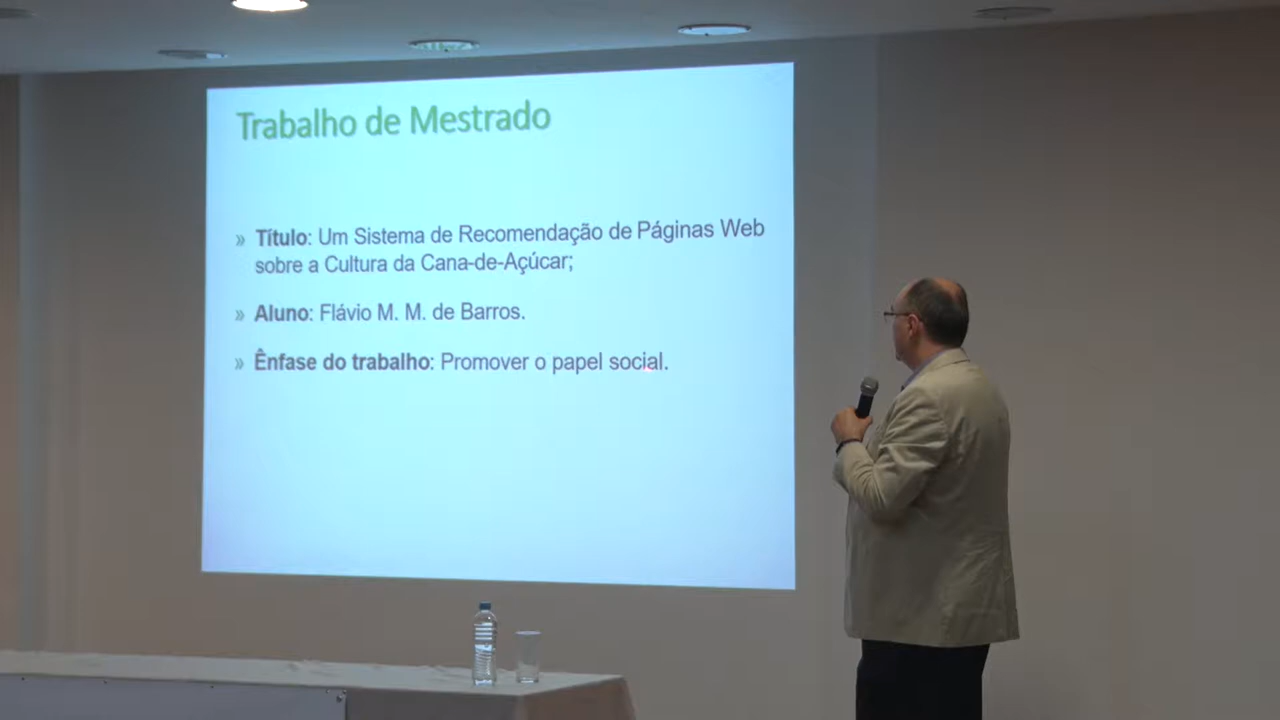 Trabalho de Mestrado
» Título: Um Sistema de Recomendação de Páginas Web
sobre a Cultura da Cana-de-Açúcar;
» Aluno: Flávio M. M. de Barros.
» Ênfase do trabalho: Promover o papel social.